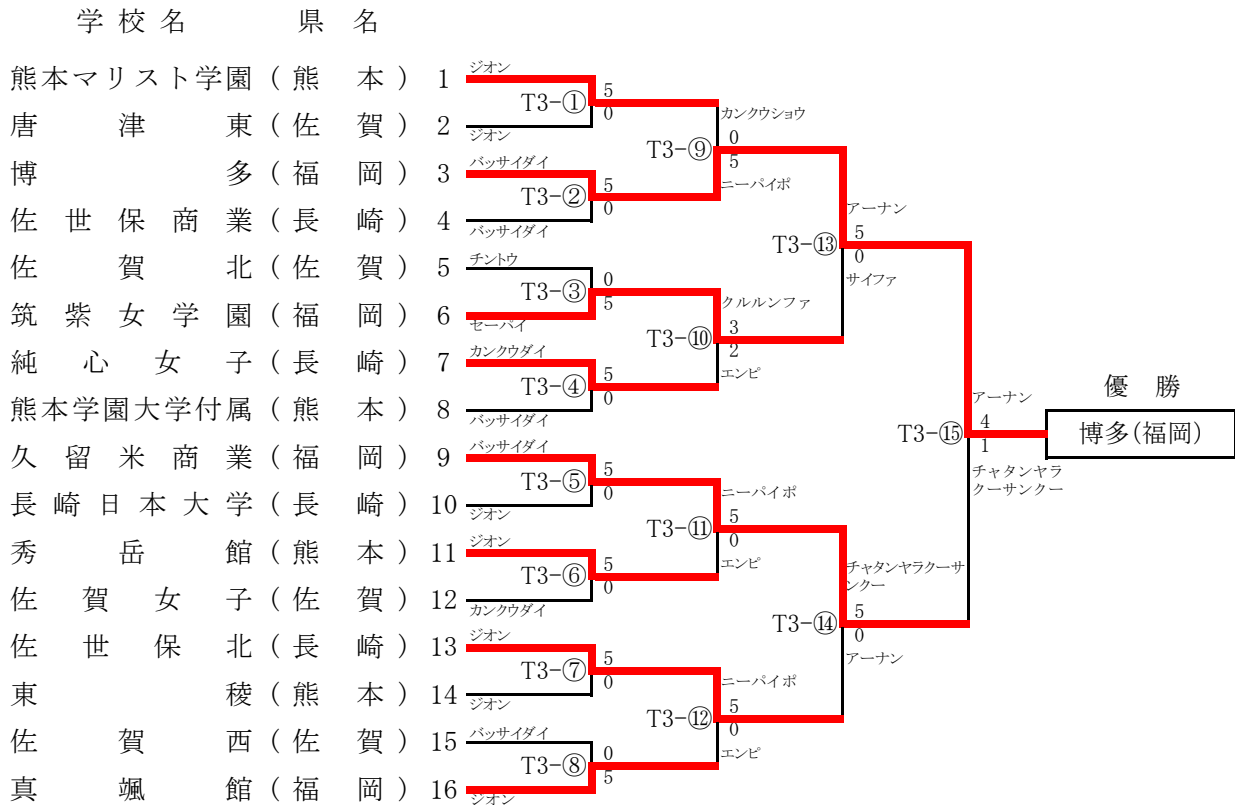 学校名 県名
熊本マリスト学園(熊本) 1 ジオン
T3-① 5 0
唐津東(佐賀) 2 ジオン
カンクウショウ
T3-⑨ 0 5
博多(福岡) 3 バッサイダイ
T3-② 5 0
ニーパイポ
佐世保商業(長崎) 4 バッサイダイ
アーナン
T3-⑬ 5 0
佐賀北(佐賀) 5 チントウ
サイファ
T3-③ 0 5
筑紫女学園(福岡) 6 セーパイ
クルルンファ
T3-⑩ 3 2
純心女子(長崎) 7 カンクウダイ
エンピ
T3-④ 5 0
熊本学園大学付属(熊本) 8 バッサイダイ
アーナン
優勝
T3-⑮ 4 1
博多(福岡)
久留米商業(福岡) 9 バッサイダイ
チャタンヤラ
クーサンクー
T3-⑤ 5 0
長崎日本大学(長崎) 10 ジオン
ニーパイポ
T3-⑪ 5 0
秀岳館(熊本) 11 ジオン
エンピ
T3-⑥ 5 0
佐賀女子(佐賀) 12 カンクウダイ
チャタンヤラクーサ
ンクー
T3-⑭ 5 0
佐世保北(長崎) 13 ジオン
アーナン
T3-⑦ 5 0
東稜(熊本) 14 ジオン
ニーパイポ
T3-⑫ 5 0
佐賀西(佐賀) 15 バッサイダイ
エンピ
T3-⑧ 0 5
真颯館(福岡) 16 ジオン